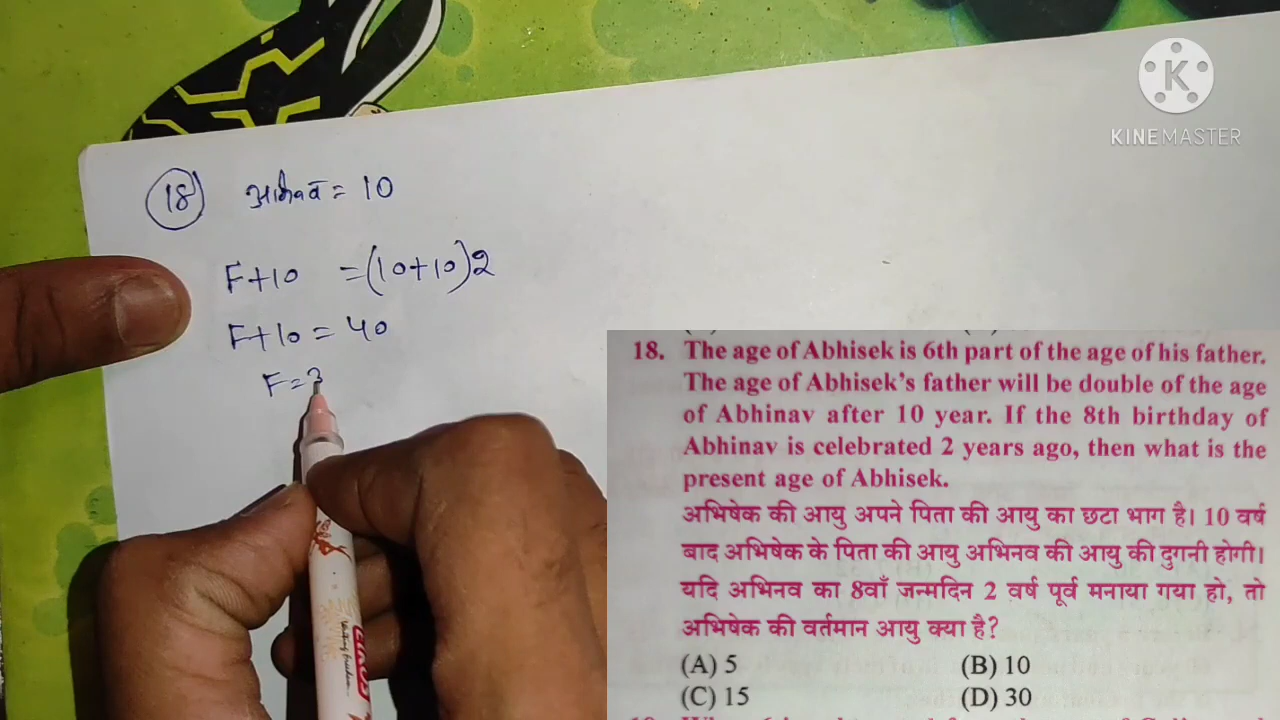 K
KINEMASTER
18 अभिनव = 10
F+10 = (10+10)2
F+10 = 40
F=3
18. The age of Abhisek is 6th part of the age of his father.
The age of Abhisek's father will be double of the age
of Abhinav after 10 year. If the 8th birthday of
Abhinav is celebrated 2 years ago, then what is the
present age of Abhisek.
अभिषेक की आयु अपने पिता की आयु का छटा भाग है। 10 वर्ष
बाद अभिषेक के पिता की आयु अभिनव की आयु की दुगनी होगी।
यदि अभिनव का 8वाँ जन्मदिन 2 वर्ष पूर्व मनाया गया हो, तो
अभिषेक की वर्तमान आयु क्या है?
(A) 5 (B) 10
(C) 15 (D) 30